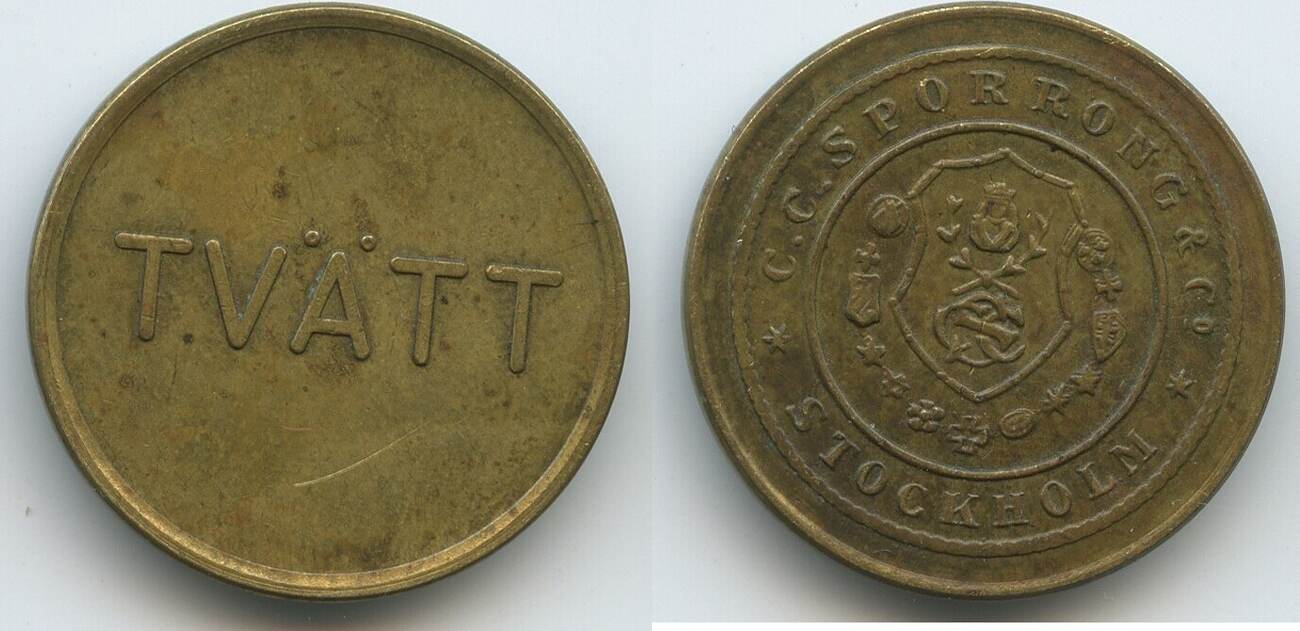 TVÄTT
C.C. SPORRONG & Co
STOCKHOLM